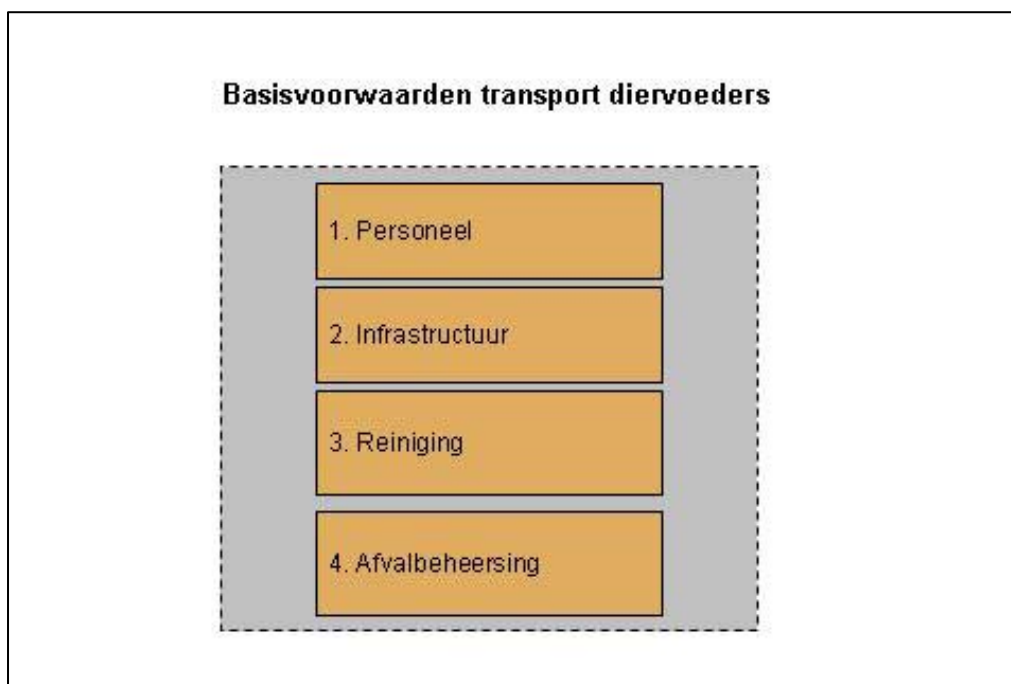 Basisvoorwaarden transport diervoeders
1. Personeel
2. Infrastructuur
3. Reiniging
4. Afvalbeheersing